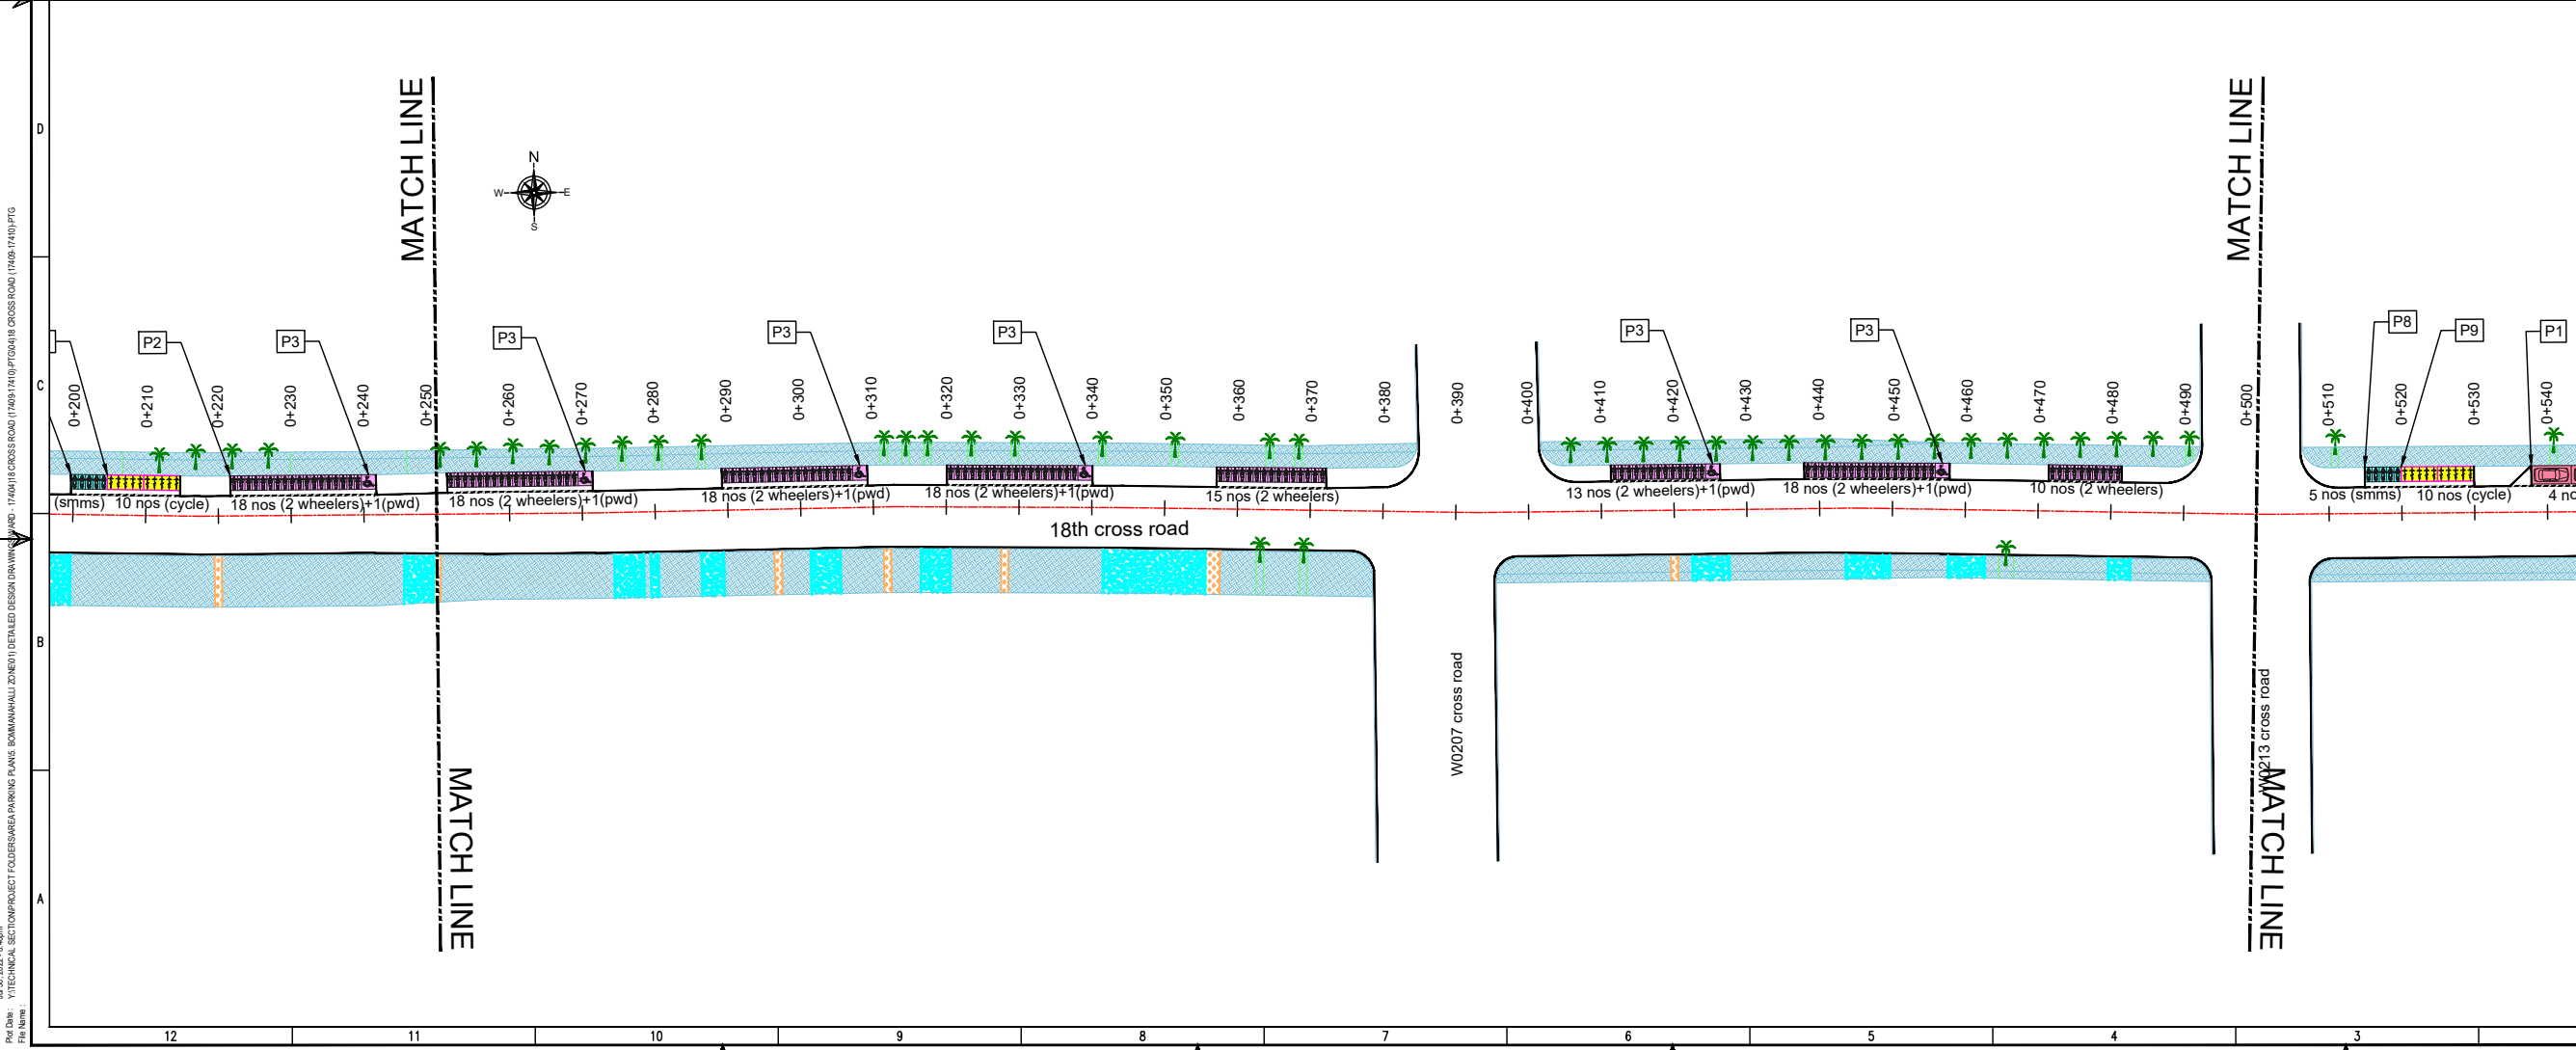 MATCH LINE
MATCH LINE
N
W
E
S
D
C
B
A
P2
P3
P3
P3
P3
P3
P3
P8
P9
P1
0+200
0+210
0+220
0+230
0+240
0+250
0+260
0+270
0+280
0+290
0+300
0+310
0+320
0+330
0+340
0+350
0+360
0+370
0+380
0+390
0+400
0+410
0+420
0+430
0+440
0+450
0+460
0+470
0+480
0+490
0+500
0+510
0+520
0+530
0+540
(smms)
10 nos (cycle)
18 nos (2 wheelers)+1(pwd)
18 nos (2 wheelers)+1(pwd)
18 nos (2 wheelers)+1(pwd)
18 nos (2 wheelers)+1(pwd)
15 nos (2 wheelers)
13 nos (2 wheelers)+1(pwd)
18 nos (2 wheelers)+1(pwd)
10 nos (2 wheelers)
5 nos (smms)
10 nos (cycle)
4 no
18th cross road
W0207 cross road
W0213 cross road
MATCH LINE
MATCH LINE
12
11
10
9
8
7
6
5
4
3
Plot Date :
File Name :